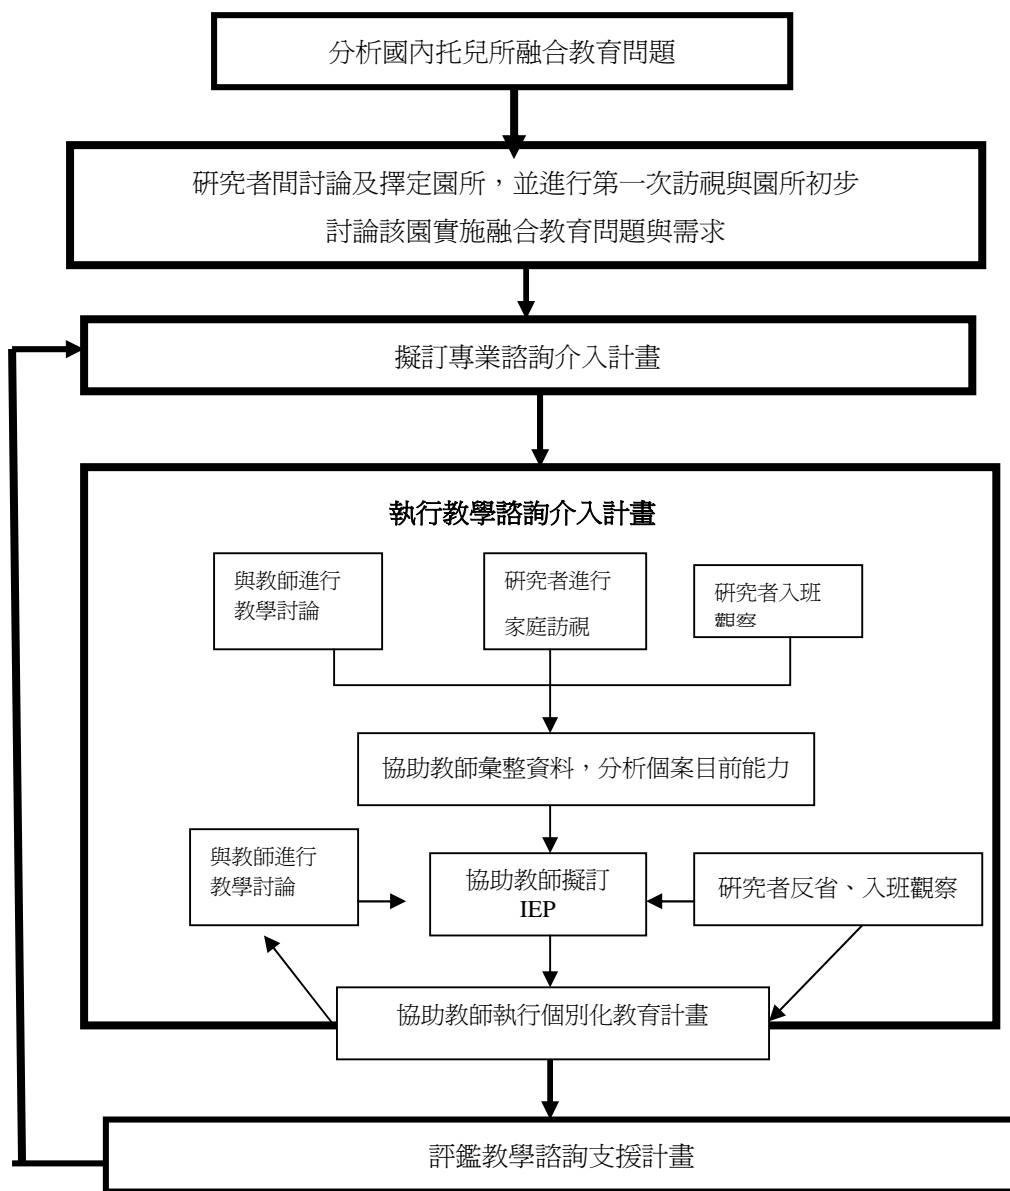 分析國內托兒所融合教育問題
研究者間討論及擇定園所，並進行第一次訪視與園所初步
討論該園實施融合教育問題與需求
擬訂專業諮詢介入計畫
執行教學諮詢介入計畫
與教師進行
教學討論
研究者進行
家庭訪視
研究者入班
觀察
協助教師彙整資料，分析個案目前能力
與教師進行
教學討論
協助教師擬訂
IEP
研究者反省、入班觀察
協助教師執行個別化教育計畫
評鑑教學諮詢支援計畫